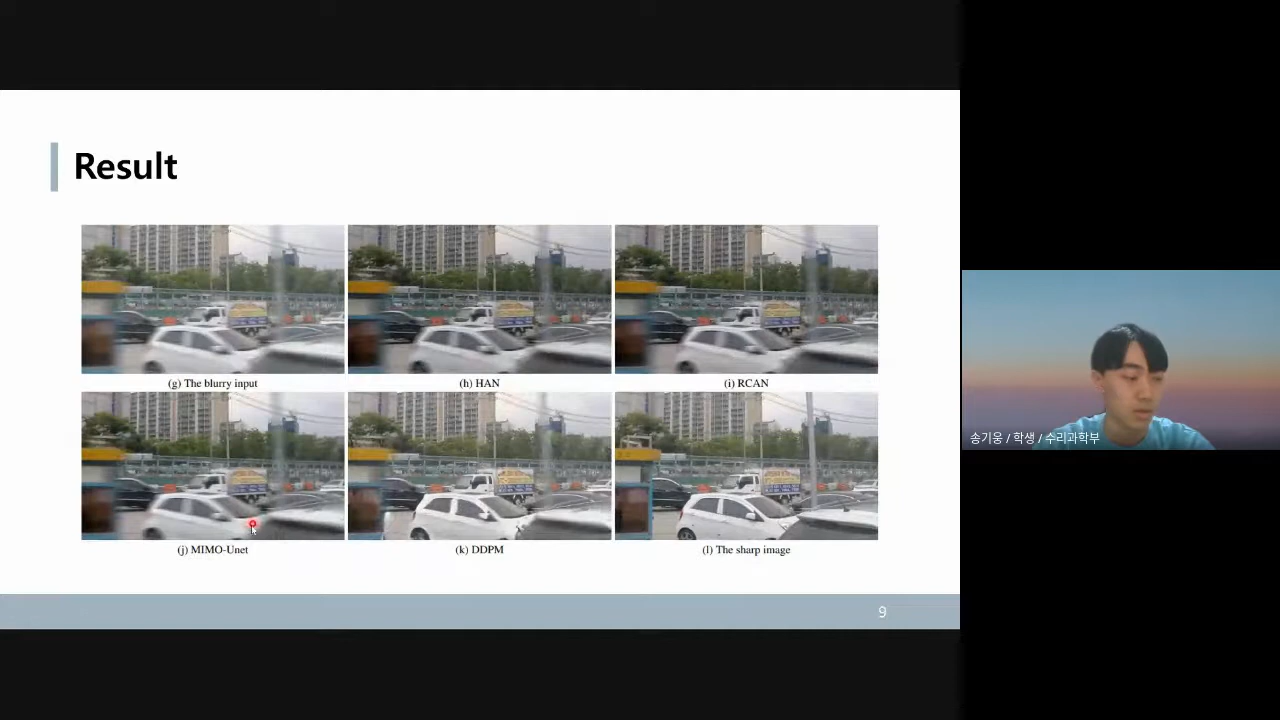 Result
(g) The blurry input
(h) HAN
(i) RCAN
(j) MIMO-Unet
(k) DDPM
(l) The sharp image
9
송기웅 / 학생 / 수리과학부